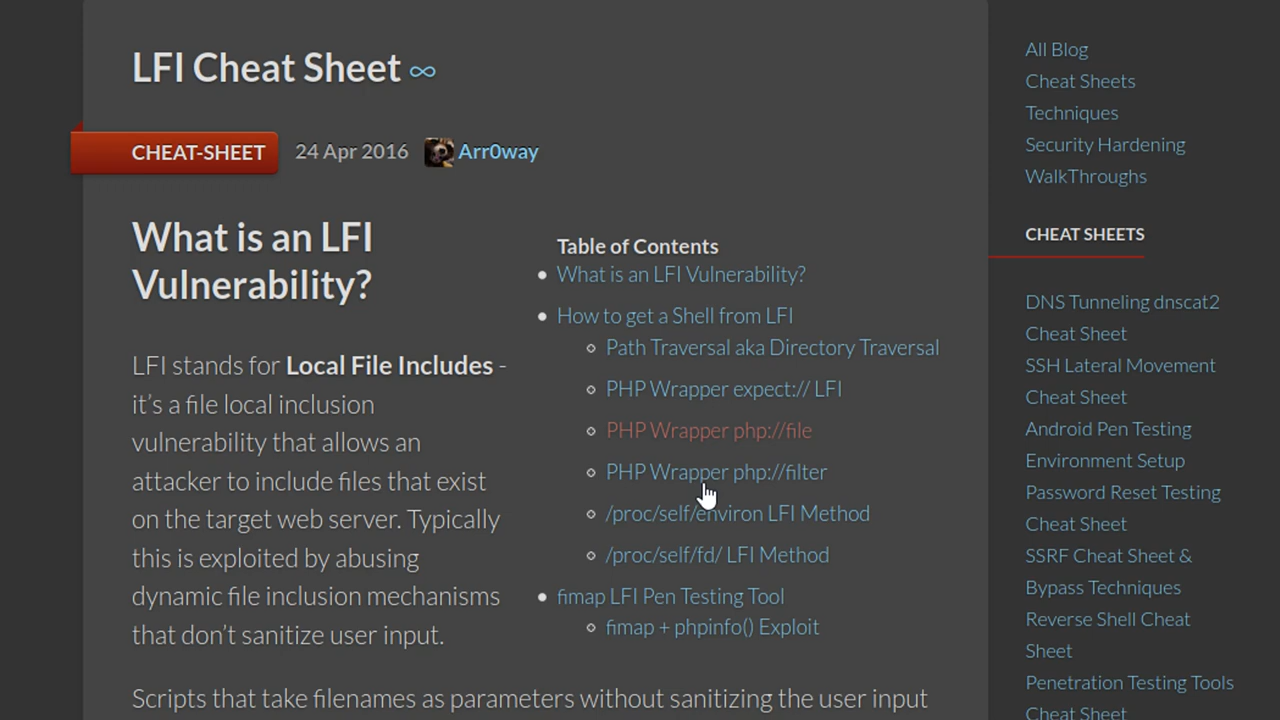 LFI Cheat Sheet ∞
CHEAT-SHEET 24 Apr 2016 Arr0way
What is an LFI
Vulnerability?
LFI stands for Local File Includes -
it's a file local inclusion
vulnerability that allows an
attacker to include files that exist
on the target web server. Typically
this is exploited by abusing
dynamic file inclusion mechanisms
that don't sanitize user input.
Table of Contents
What is an LFI Vulnerability?
How to get a Shell from LFI
Path Traversal aka Directory Traversal
PHP Wrapper expect:// LFI
PHP Wrapper php://file
PHP Wrapper php://filter
/proc/self/environ LFI Method
/proc/self/fd/ LFI Method
fimap LFI Pen Testing Tool
fimap + phpinfo() Exploit
Scripts that take filenames as parameters without sanitizing the user input
All Blog
Cheat Sheets
Techniques
Security Hardening
WalkThroughs
CHEAT SHEETS
DNS Tunneling dnscat2
Cheat Sheet
SSH Lateral Movement
Cheat Sheet
Android Pen Testing
Environment Setup
Password Reset Testing
Cheat Sheet
SSRF Cheat Sheet &
Bypass Techniques
Reverse Shell Cheat
Sheet
Penetration Testing Tools
Cheat Sheet